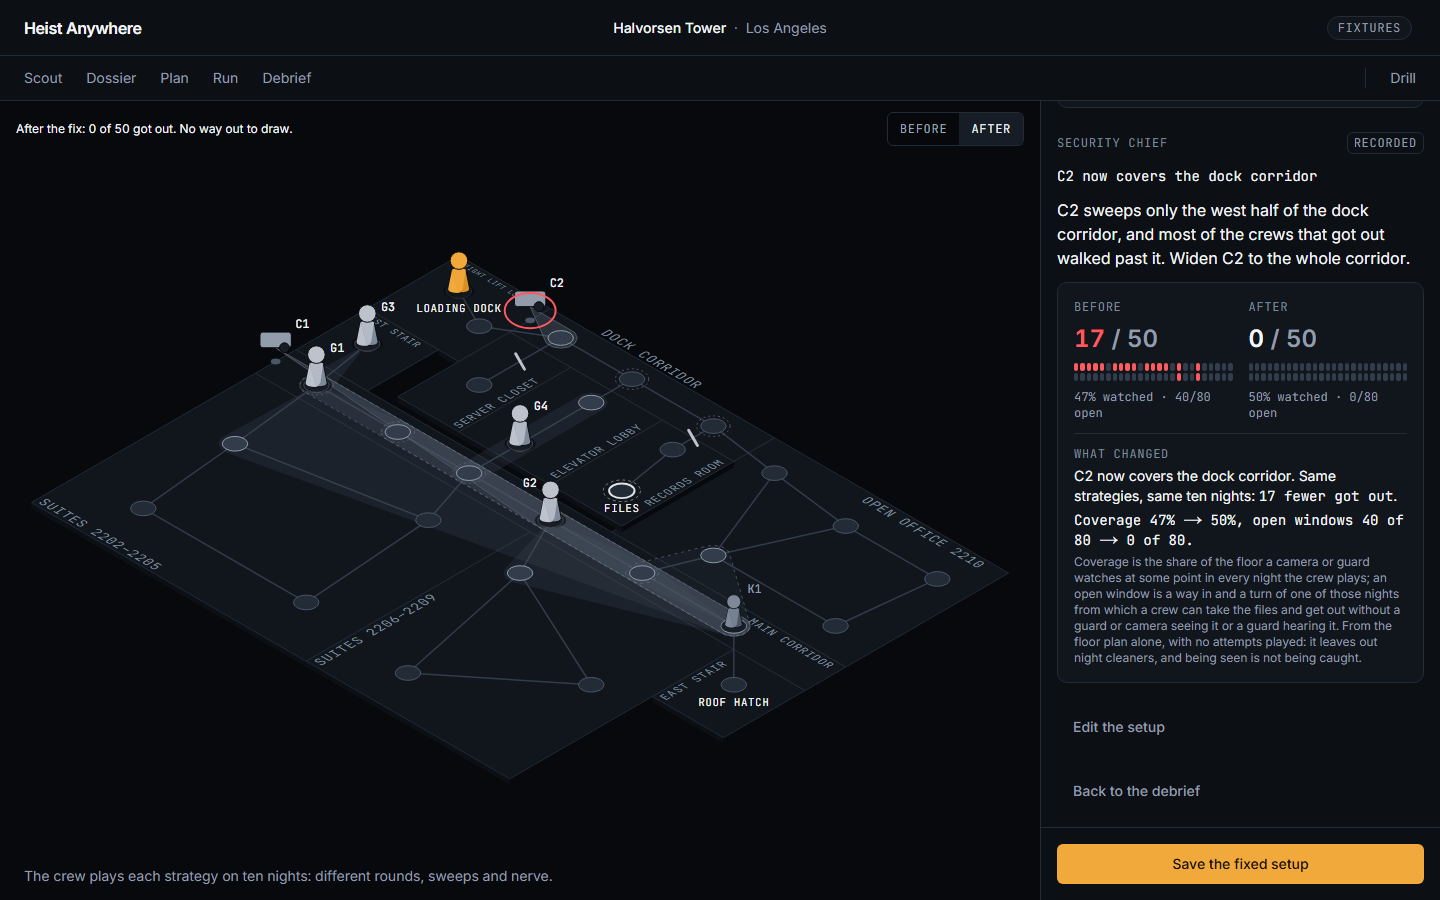 Heist Anywhere
Halvorsen Tower · Los Angeles
FIXTURES
Scout
Dossier
Plan
Run
Debrief
Drill
After the fix: 0 of 50 got out. No way out to draw.
BEFORE
AFTER
C2
C1
G3
LOADING DOCK
G1
DOCK CORRIDOR
SERVER CLOSET
G4
ELEVATOR LOBBY
G2
RECORDS ROOM
FILES
SUITES 2202-2205
OPEN OFFICE 2210
SUITES 2206-2209
K1
MAIN CORRIDOR
EAST STAIR
ROOF HATCH
The crew plays each strategy on ten nights: different rounds, sweeps and nerve.
SECURITY CHIEF
RECORDED
C2 now covers the dock corridor
C2 sweeps only the west half of the dock
corridor, and most of the crews that got out
walked past it. Widen C2 to the whole corridor.
BEFORE
AFTER
17 / 50
0 / 50
47% watched · 40/80
open
50% watched · 0/80
open
WHAT CHANGED
C2 now covers the dock corridor. Same
strategies, same ten nights: 17 fewer got out.
Coverage 47% → 50%, open windows 40 of
80 → 0 of 80.
Coverage is the share of the floor a camera or guard
watches at some point in every night the crew plays; an
open window is a way in and a turn of one of those nights
from which a crew can take the files and get out without a
guard or camera seeing it or a guard hearing it. From the
floor plan alone, with no attempts played: it leaves out
night cleaners, and being seen is not being caught.
Edit the setup
Back to the debrief
Save the fixed setup